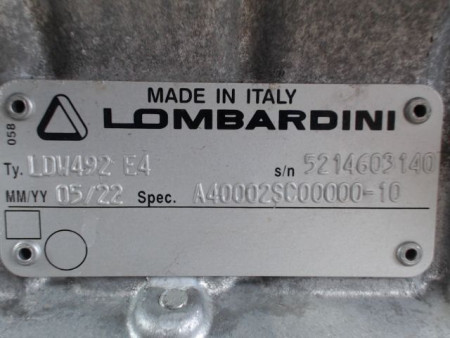 MADE IN ITALY
LOMBARDINI
058
Ty. LDW492 E4 s/n 5214603140
MM/YY 05/22 Spec. A40002SC00000-10